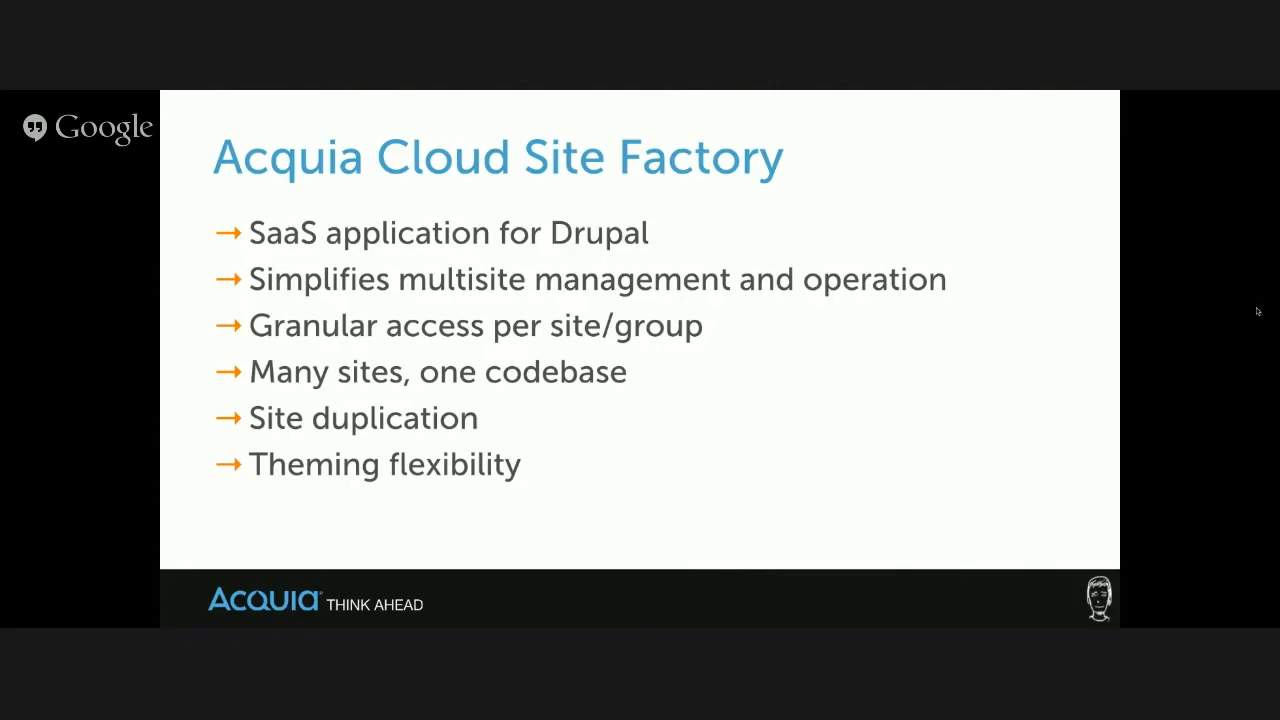 Google
Acquia Cloud Site Factory
→ SaaS application for Drupal
→ Simplifies multisite management and operation
→ Granular access per site/group
→ Many sites, one codebase
→ Site duplication
→ Theming flexibility
Acquia® THINK AHEAD